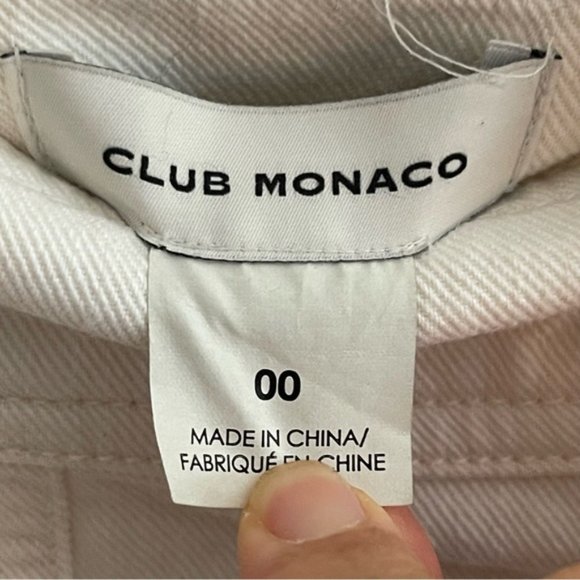 CLUB MONACO
00
MADE IN CHINA/
FABRIQUÉ EN CHINE